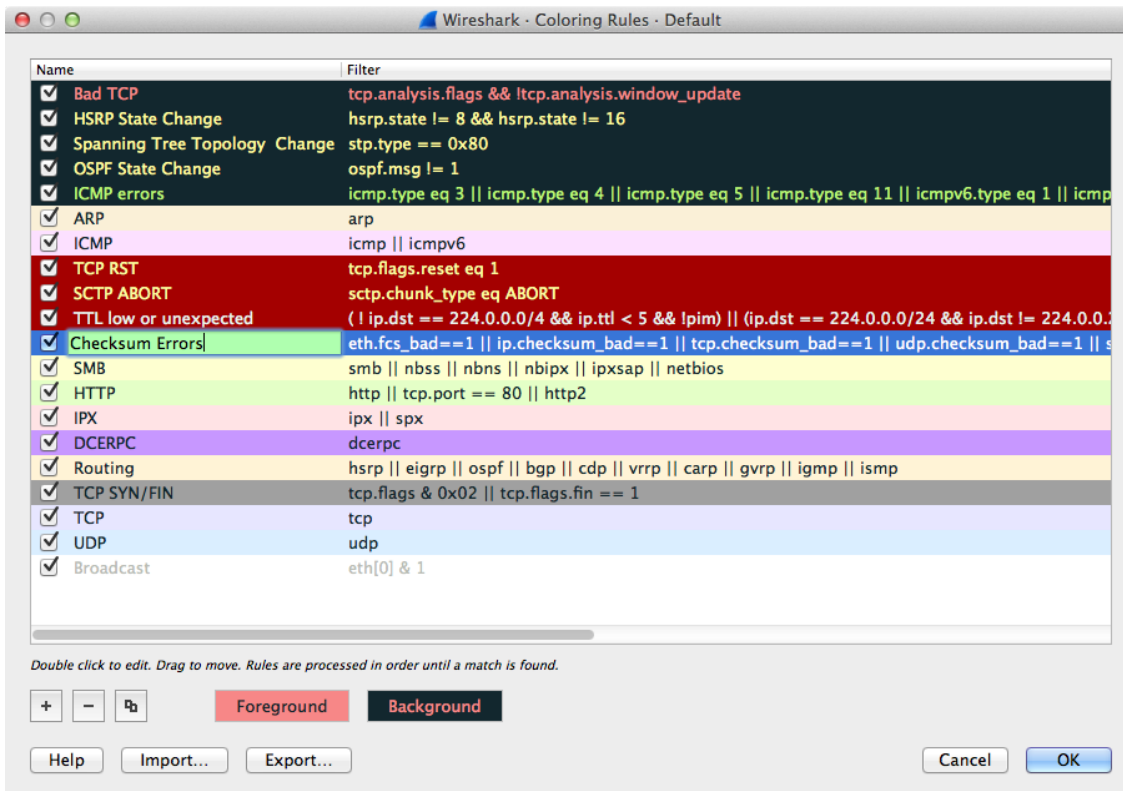 Wireshark · Coloring Rules · Default
Name Filter
Bad TCP tcp.analysis.flags && !tcp.analysis.window_update
HSRP State Change hsrp.state != 8 && hsrp.state != 16
Spanning Tree Topology Change stp.type == 0x80
OSPF State Change ospf.msg != 1
ICMP errors icmp.type eq 3 || icmp.type eq 4 || icmp.type eq 5 || icmp.type eq 11 || icmpv6.type eq 1 || icmp
ARP arp
ICMP icmp || icmpv6
TCP RST tcp.flags.reset eq 1
SCTP ABORT sctp.chunk_type eq ABORT
TTL low or unexpected ( ! ip.dst == 224.0.0.0/4 && ip.ttl < 5 && !pim) || (ip.dst == 224.0.0.0/24 && ip.dst != 224.0.0.
Checksum Errors eth.fcs_bad==1 || ip.checksum_bad==1 || tcp.checksum_bad==1 || udp.checksum_bad==1 || s
SMB smb || nbss || nbns || nbipx || ipxsap || netbios
HTTP http || tcp.port == 80 || http2
IPX ipx || spx
DCERPC dcerpc
Routing hsrp || eigrp || ospf || bgp || cdp || vrrp || carp || gvrp || igmp || ismp
TCP SYN/FIN tcp.flags & 0x02 || tcp.flags.fin == 1
TCP tcp
UDP udp
Broadcast eth[0] & 1
Double click to edit. Drag to move. Rules are processed in order until a match is found.
+ − Foreground Background
Help Import... Export... Cancel OK